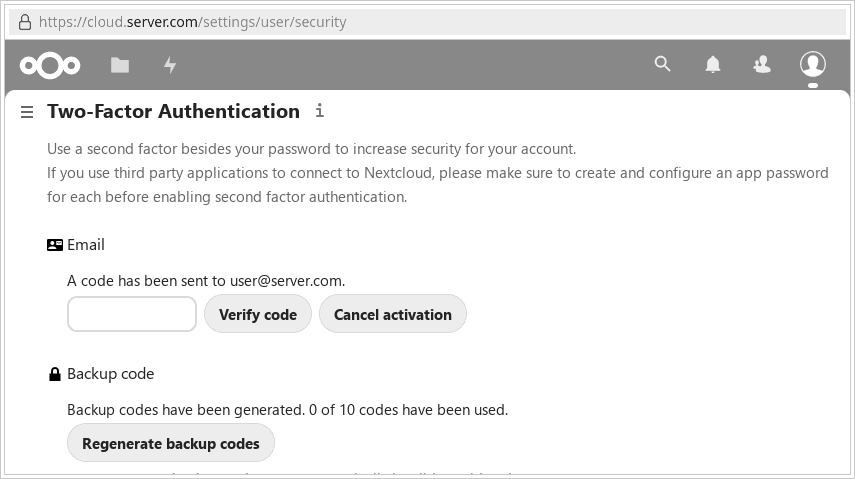 https://cloud.server.com/settings/user/security
Two-Factor Authentication
Use a second factor besides your password to increase security for your account.
If you use third party applications to connect to Nextcloud, please make sure to create and configure an app password
for each before enabling second factor authentication.
Email
A code has been sent to user@server.com.
Verify code Cancel activation
Backup code
Backup codes have been generated. 0 of 10 codes have been used.
Regenerate backup codes